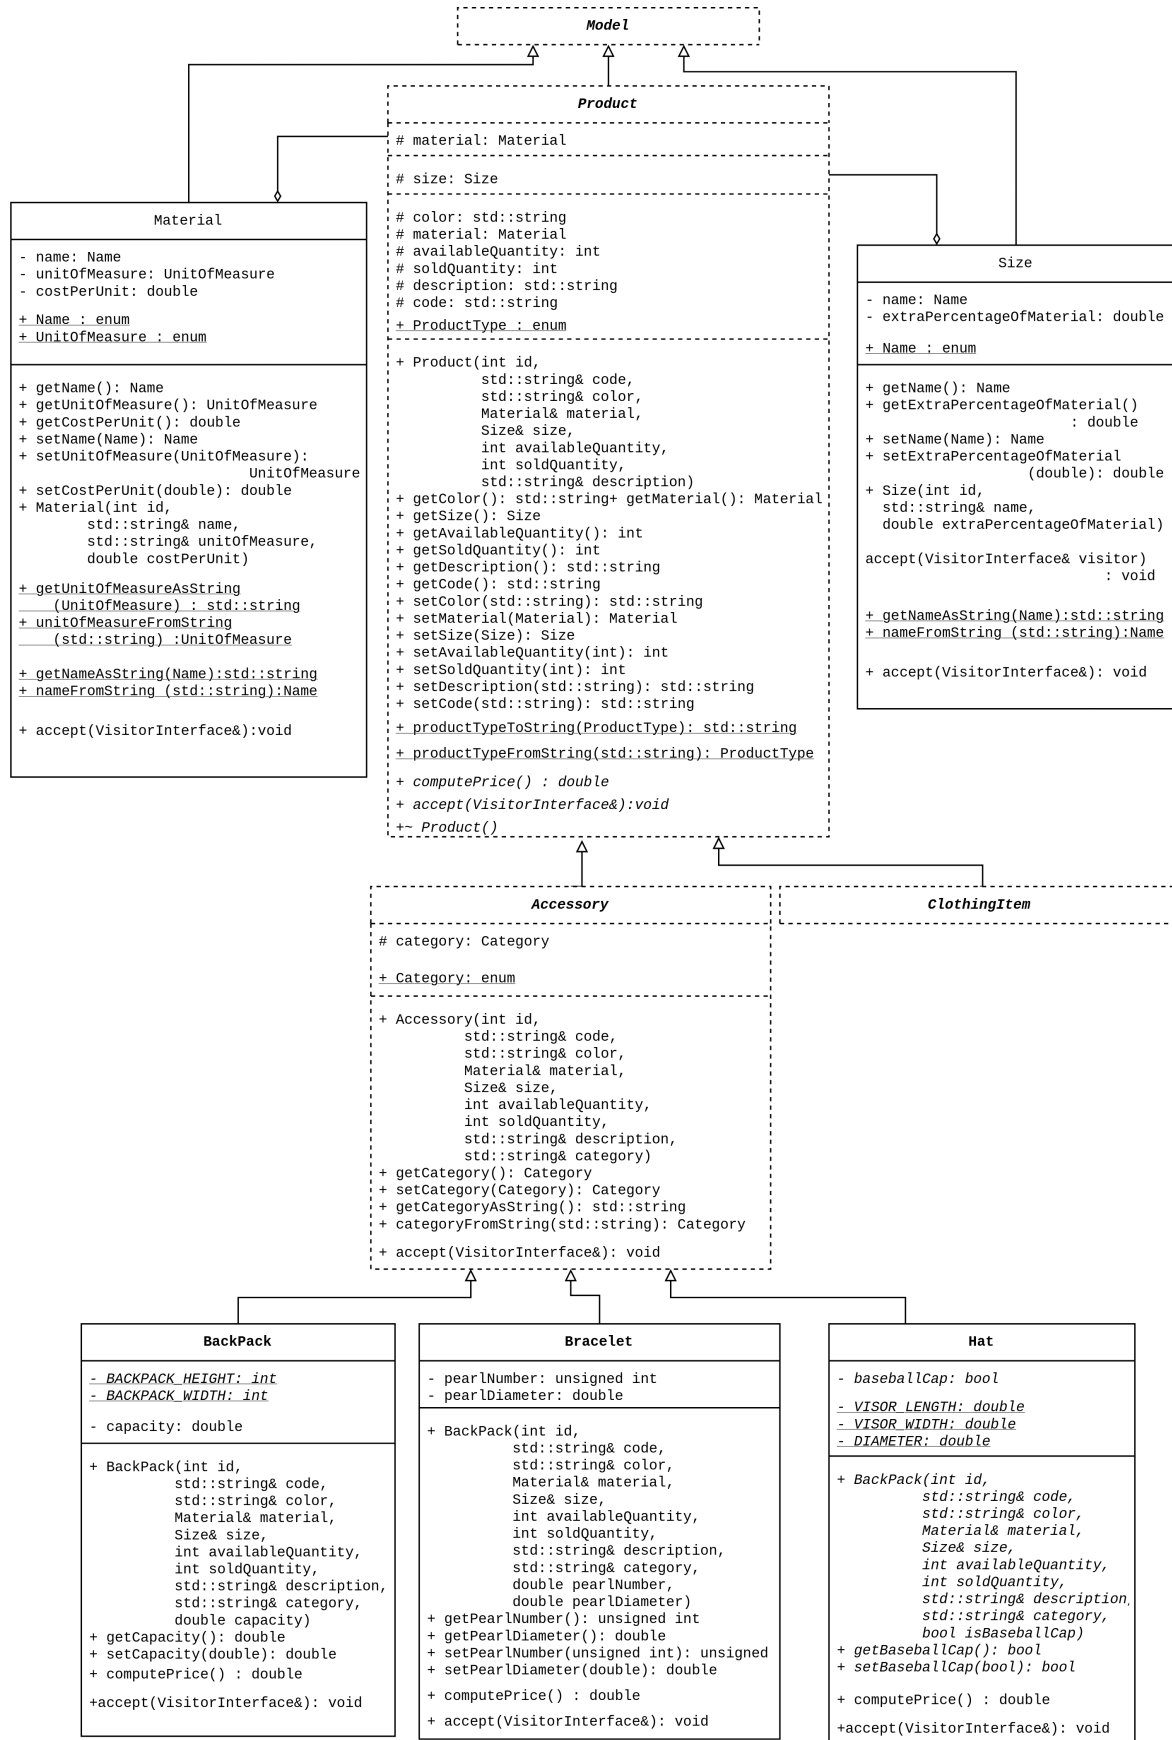 Model
Product
# material: Material
# size: Size
# color: std::string
# material: Material
# availableQuantity: int
# soldQuantity: int
# description: std::string
# code: std::string
+ ProductType : enum
+ Product(int id,
std::string& code,
std::string& color,
Material& material,
Size& size,
int availableQuantity,
int soldQuantity,
std::string& description)
+ getColor(): std::string+ getMaterial(): Material
+ getSize(): Size
+ getAvailableQuantity(): int
+ getSoldQuantity(): int
+ getDescription(): std::string
+ getCode(): std::string
+ setColor(std::string): std::string
+ setMaterial(Material): Material
+ setSize(Size): Size
+ setAvailableQuantity(int): int
+ setSoldQuantity(int): int
+ setDescription(std::string): std::string
+ setCode(std::string): std::string
+ productTypeToString(ProductType): std::string
+ productTypeFromString(std::string): ProductType
+ computePrice() : double
+ accept(VisitorInterface&):void
+~ Product()
Material
- name: Name
- unitOfMeasure: UnitOfMeasure
- costPerUnit: double
+ Name : enum
+ UnitOfMeasure : enum
+ getName(): Name
+ getUnitOfMeasure(): UnitOfMeasure
+ getCostPerUnit(): double
+ setName(Name): Name
+ setUnitOfMeasure(UnitOfMeasure):
UnitOfMeasure
+ setCostPerUnit(double): double
+ Material(int id,
std::string& name,
std::string& unitOfMeasure,
double costPerUnit)
+ getUnitOfMeasureAsString
(UnitOfMeasure) : std::string
+ unitOfMeasureFromString
(std::string) :UnitOfMeasure
+ getNameAsString(Name):std::string
+ nameFromString (std::string):Name
+ accept(VisitorInterface&):void
Size
- name: Name
- extraPercentageOfMaterial: double
+ Name : enum
+ getName(): Name
+ getExtraPercentageOfMaterial()
: double
+ setName(Name): Name
+ setExtraPercentageOfMaterial
(double): double
+ Size(int id,
std::string& name,
double extraPercentageOfMaterial)
accept(VisitorInterface& visitor)
: void
+ getNameAsString(Name):std::string
+ nameFromString (std::string):Name
+ accept(VisitorInterface&): void
Accessory
# category: Category
+ Category: enum
+ Accessory(int id,
std::string& code,
std::string& color,
Material& material,
Size& size,
int availableQuantity,
int soldQuantity,
std::string& description,
std::string& category)
+ getCategory(): Category
+ setCategory(Category): Category
+ getCategoryAsString(): std::string
+ categoryFromString(std::string): Category
+ accept(VisitorInterface&): void
ClothingItem
BackPack
- BACKPACK_HEIGHT: int
- BACKPACK_WIDTH: int
- capacity: double
+ BackPack(int id,
std::string& code,
std::string& color,
Material& material,
Size& size,
int availableQuantity,
int soldQuantity,
std::string& description,
std::string& category,
double capacity)
+ getCapacity(): double
+ setCapacity(double): double
+ computePrice() : double
+accept(VisitorInterface&): void
Bracelet
- pearlNumber: unsigned int
- pearlDiameter: double
+ BackPack(int id,
std::string& code,
std::string& color,
Material& material,
Size& size,
int availableQuantity,
int soldQuantity,
std::string& description,
std::string& category,
double pearlNumber,
double pearlDiameter)
+ getPearlNumber(): unsigned int
+ getPearlDiameter(): double
+ setPearlNumber(unsigned int): unsigned
+ setPearlDiameter(double): double
+ computePrice() : double
+ accept(VisitorInterface&): void
Hat
- baseballCap: bool
- VISOR_LENGTH: double
- VISOR_WIDTH: double
- DIAMETER: double
+ BackPack(int id,
std::string& code,
std::string& color,
Material& material,
Size& size,
int availableQuantity,
int soldQuantity,
std::string& description,
std::string& category,
bool isBaseballCap)
+ getBaseballCap(): bool
+ setBaseballCap(bool): bool
+ computePrice() : double
+accept(VisitorInterface&): void